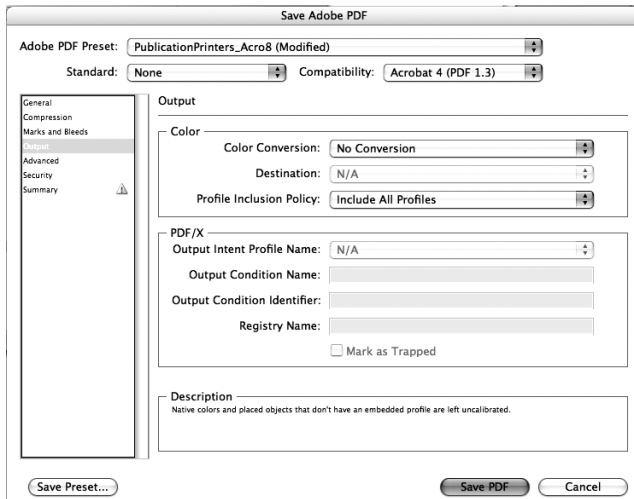 Save Adobe PDF
Adobe PDF Preset: PublicationPrinters_Acro8 (Modified)
Standard: None Compatibility: Acrobat 4 (PDF 1.3)
General
Compression
Marks and Bleeds
Output
Advanced
Security
Summary
Output
Color
Color Conversion: No Conversion
Destination: N/A
Profile Inclusion Policy: Include All Profiles
PDF/X
Output Intent Profile Name: N/A
Output Condition Name:
Output Condition Identifier:
Registry Name:
Mark as Trapped
Description
Native colors and placed objects that don't have an embedded profile are left uncalibrated.
Save Preset... Save PDF Cancel